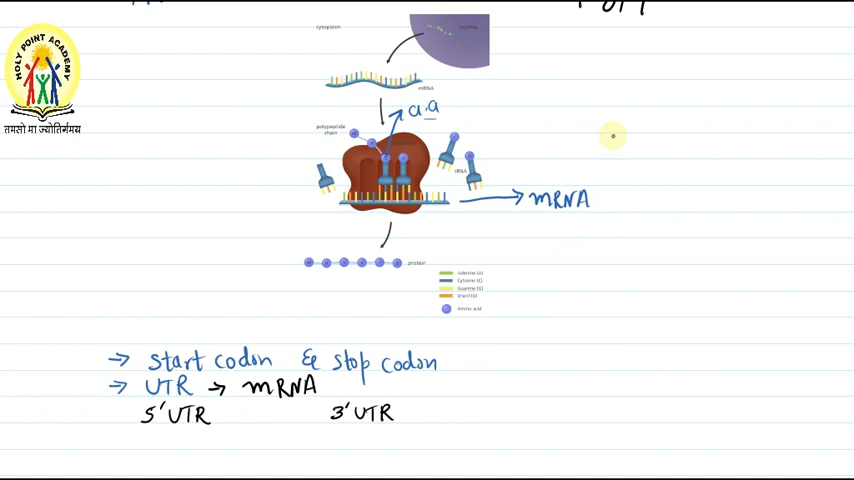 HOLY POINT ACADEMY
तमसो मा ज्योतिर्गमय
cytoplasm
mRNA
a.a
polypeptide
chain
tRNA
mRNA
protein
Adenine (A)
Cytosine (C)
Guanine (G)
Uracil (U)
Amino acid
→ Start codon & Stop codon
→ UTR → mRNA
5' UTR 3' UTR